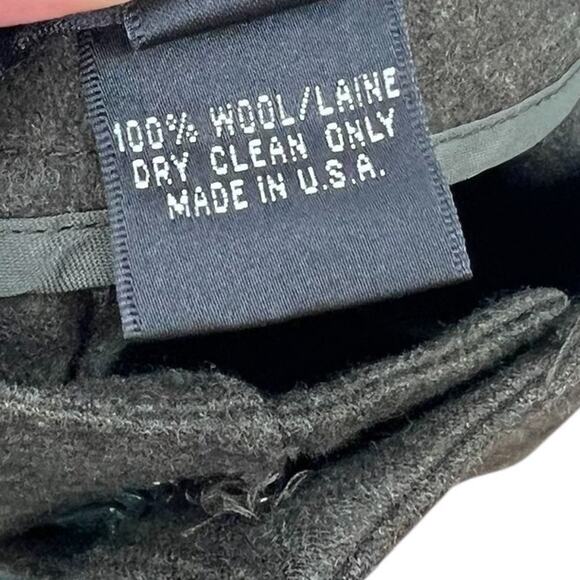 100% WOOL/LAINE
DRY CLEAN ONLY
MADE IN U.S.A.